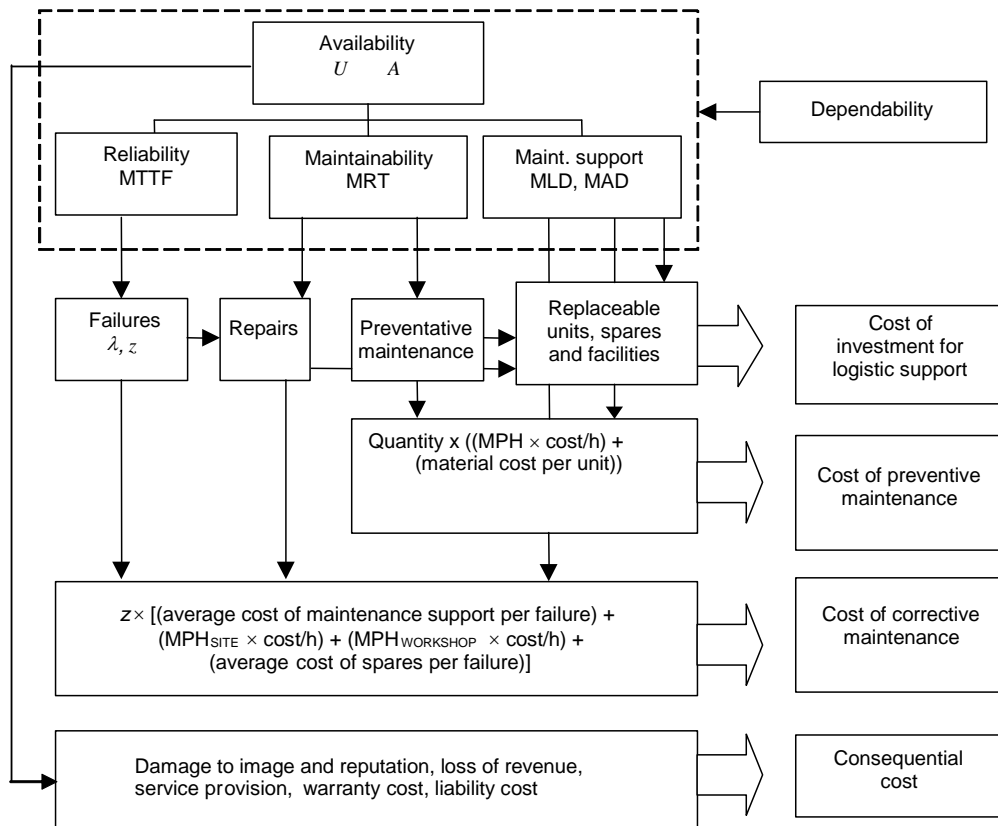 Availability
U A
Dependability
Reliability
MTTF
Maintainability
MRT
Maint. support
MLD, MAD
Failures
λ, z
Repairs
Preventative
maintenance
Replaceable
units, spares
and facilities
Cost of
investment for
logistic support
Quantity x ((MPH × cost/h) +
(material cost per unit))
Cost of preventive
maintenance
z × [(average cost of maintenance support per failure) +
(MPHSITE × cost/h) + (MPHWORKSHOP × cost/h) +
(average cost of spares per failure)]
Cost of corrective
maintenance
Damage to image and reputation, loss of revenue,
service provision, warranty cost, liability cost
Consequential
cost